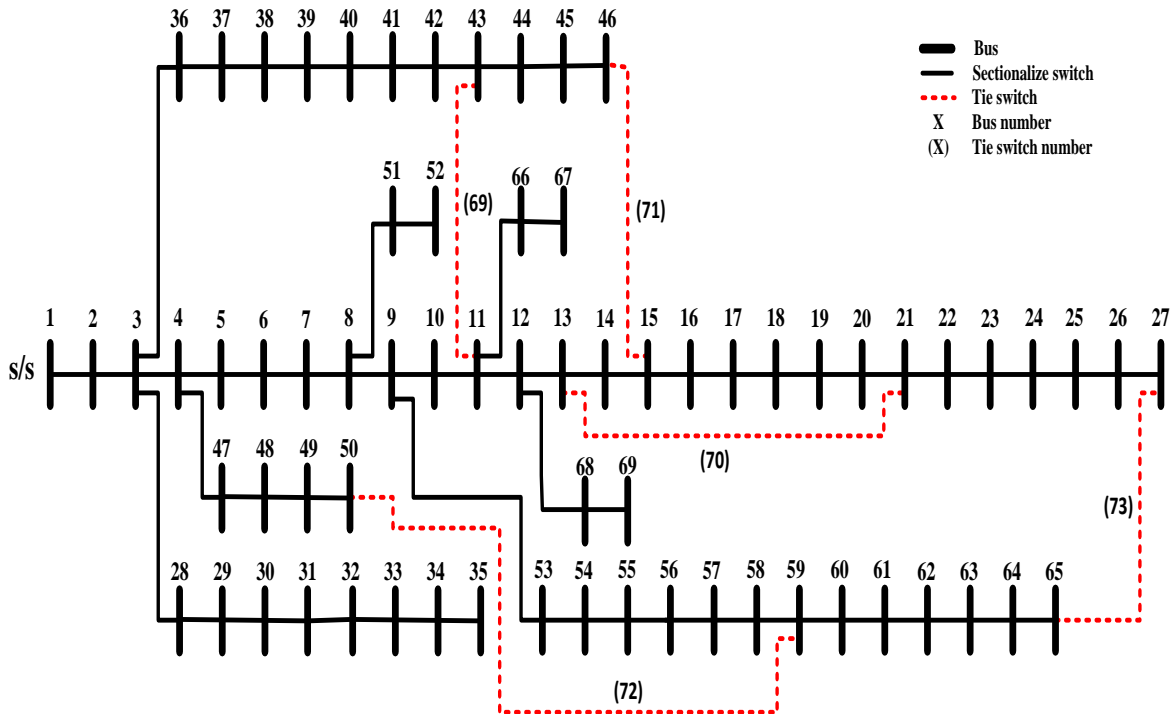 36 37 38 39 40 41 42 43 44 45 46
Bus
Sectionalize switch
Tie switch
X Bus number
(X) Tie switch number
51 52 66 67
(69) (71)
1 2 3 4 5 6 7 8 9 10 11 12 13 14 15 16 17 18 19 20 21 22 23 24 25 26 27
s/s
47 48 49 50
(70)
68 69
(73)
28 29 30 31 32 33 34 35 53 54 55 56 57 58 59 60 61 62 63 64 65
(72)